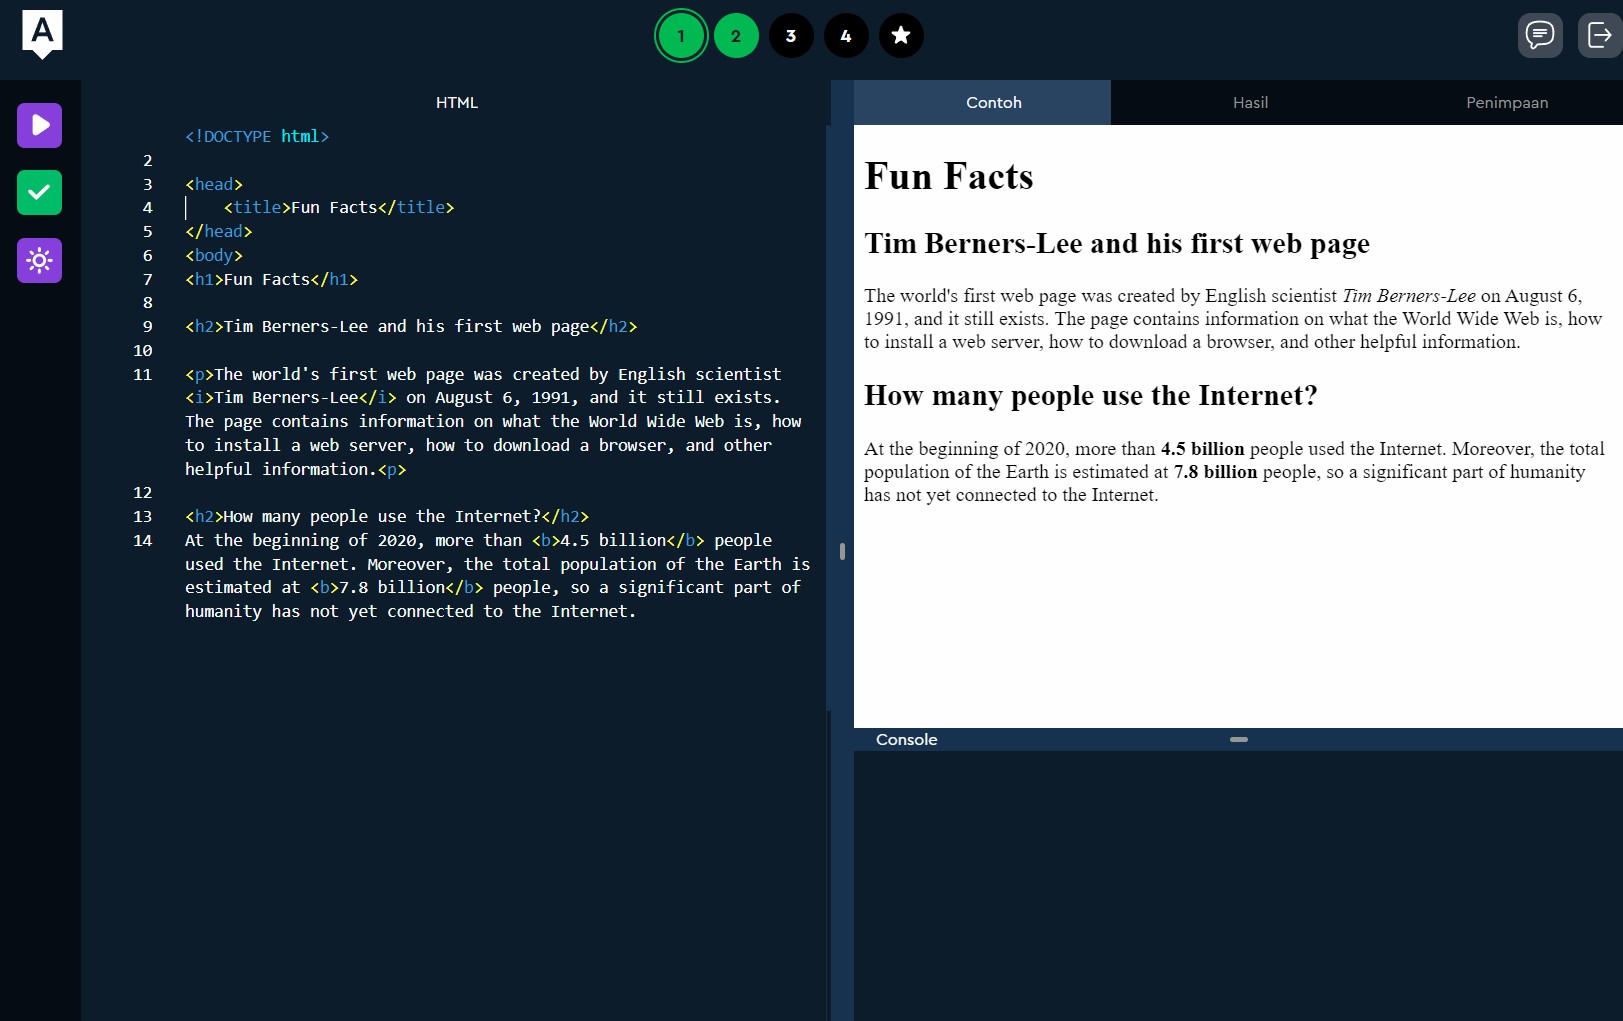 A
1 2 3 4
HTML
Contoh Hasil Penimpaan
<!DOCTYPE html>
2
3 <head>
4 <title>Fun Facts</title>
5 </head>
6 <body>
7 <h1>Fun Facts</h1>
8
9 <h2>Tim Berners-Lee and his first web page</h2>
10
11 <p>The world's first web page was created by English scientist
<i>Tim Berners-Lee</i> on August 6, 1991, and it still exists.
The page contains information on what the World Wide Web is, how
to install a web server, how to download a browser, and other
helpful information.<p>
12
13 <h2>How many people use the Internet?</h2>
14 At the beginning of 2020, more than <b>4.5 billion</b> people
used the Internet. Moreover, the total population of the Earth is
estimated at <b>7.8 billion</b> people, so a significant part of
humanity has not yet connected to the Internet.
Fun Facts
Tim Berners-Lee and his first web page
The world's first web page was created by English scientist Tim Berners-Lee on August 6,
1991, and it still exists. The page contains information on what the World Wide Web is, how
to install a web server, how to download a browser, and other helpful information.
How many people use the Internet?
At the beginning of 2020, more than 4.5 billion people used the Internet. Moreover, the total
population of the Earth is estimated at 7.8 billion people, so a significant part of humanity
has not yet connected to the Internet.
Console